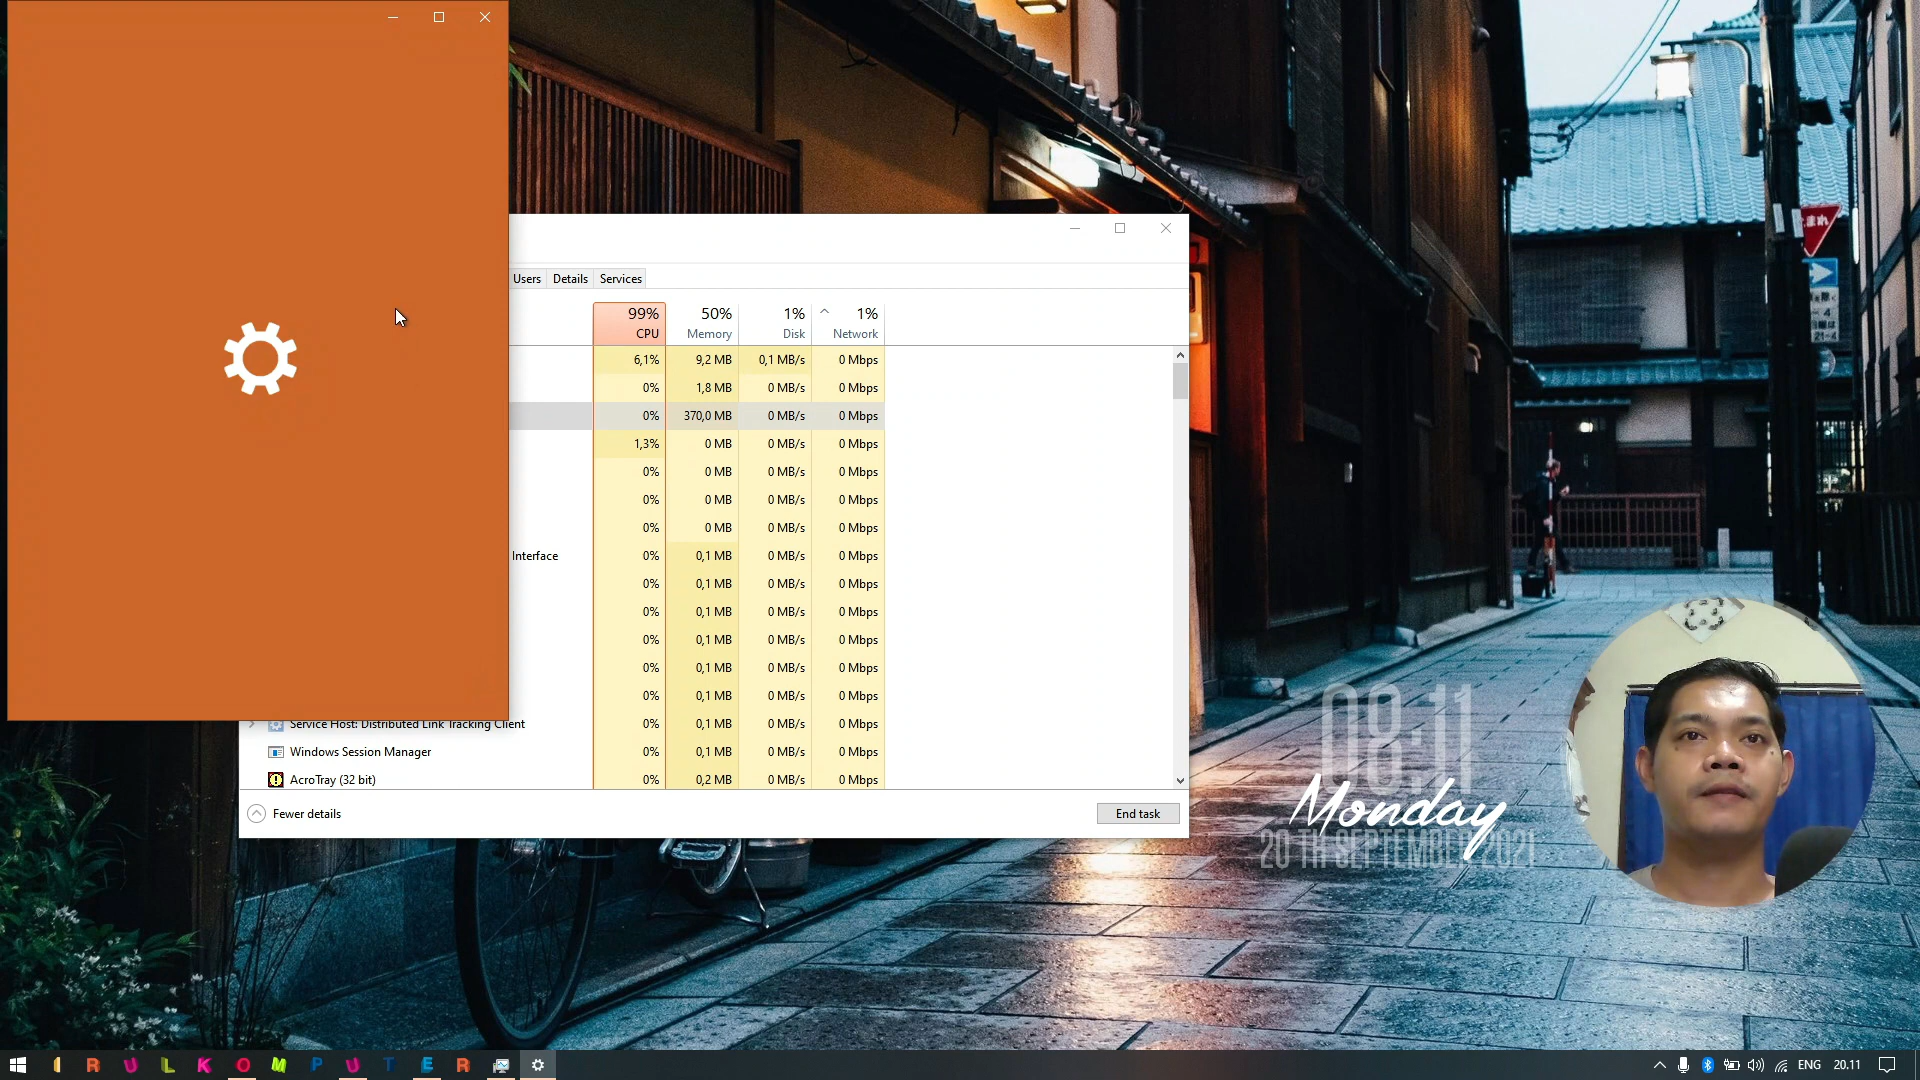 Users Details Services
99% 50% 1% 1%
CPU Memory Disk Network
6,1% 9,2 MB 0,1 MB/s 0 Mbps
0% 1,8 MB 0 MB/s 0 Mbps
0% 370,0 MB 0 MB/s 0 Mbps
1,3% 0 MB 0 MB/s 0 Mbps
0% 0 MB 0 MB/s 0 Mbps
0% 0 MB 0 MB/s 0 Mbps
0% 0 MB 0 MB/s 0 Mbps
Interface 0% 0,1 MB 0 MB/s 0 Mbps
0% 0,1 MB 0 MB/s 0 Mbps
0% 0,1 MB 0 MB/s 0 Mbps
0% 0,1 MB 0 MB/s 0 Mbps
0% 0,1 MB 0 MB/s 0 Mbps
0% 0,1 MB 0 MB/s 0 Mbps
Service Host: Distributed Link Tracking Client 0% 0,1 MB 0 MB/s 0 Mbps
Windows Session Manager 0% 0,1 MB 0 MB/s 0 Mbps
AcroTray (32 bit) 0% 0,2 MB 0 MB/s 0 Mbps
Fewer details End task
08:11
Monday
20 TH SEPTEMBER 2021
I R U L K O M P U T E R
ENG 20.11